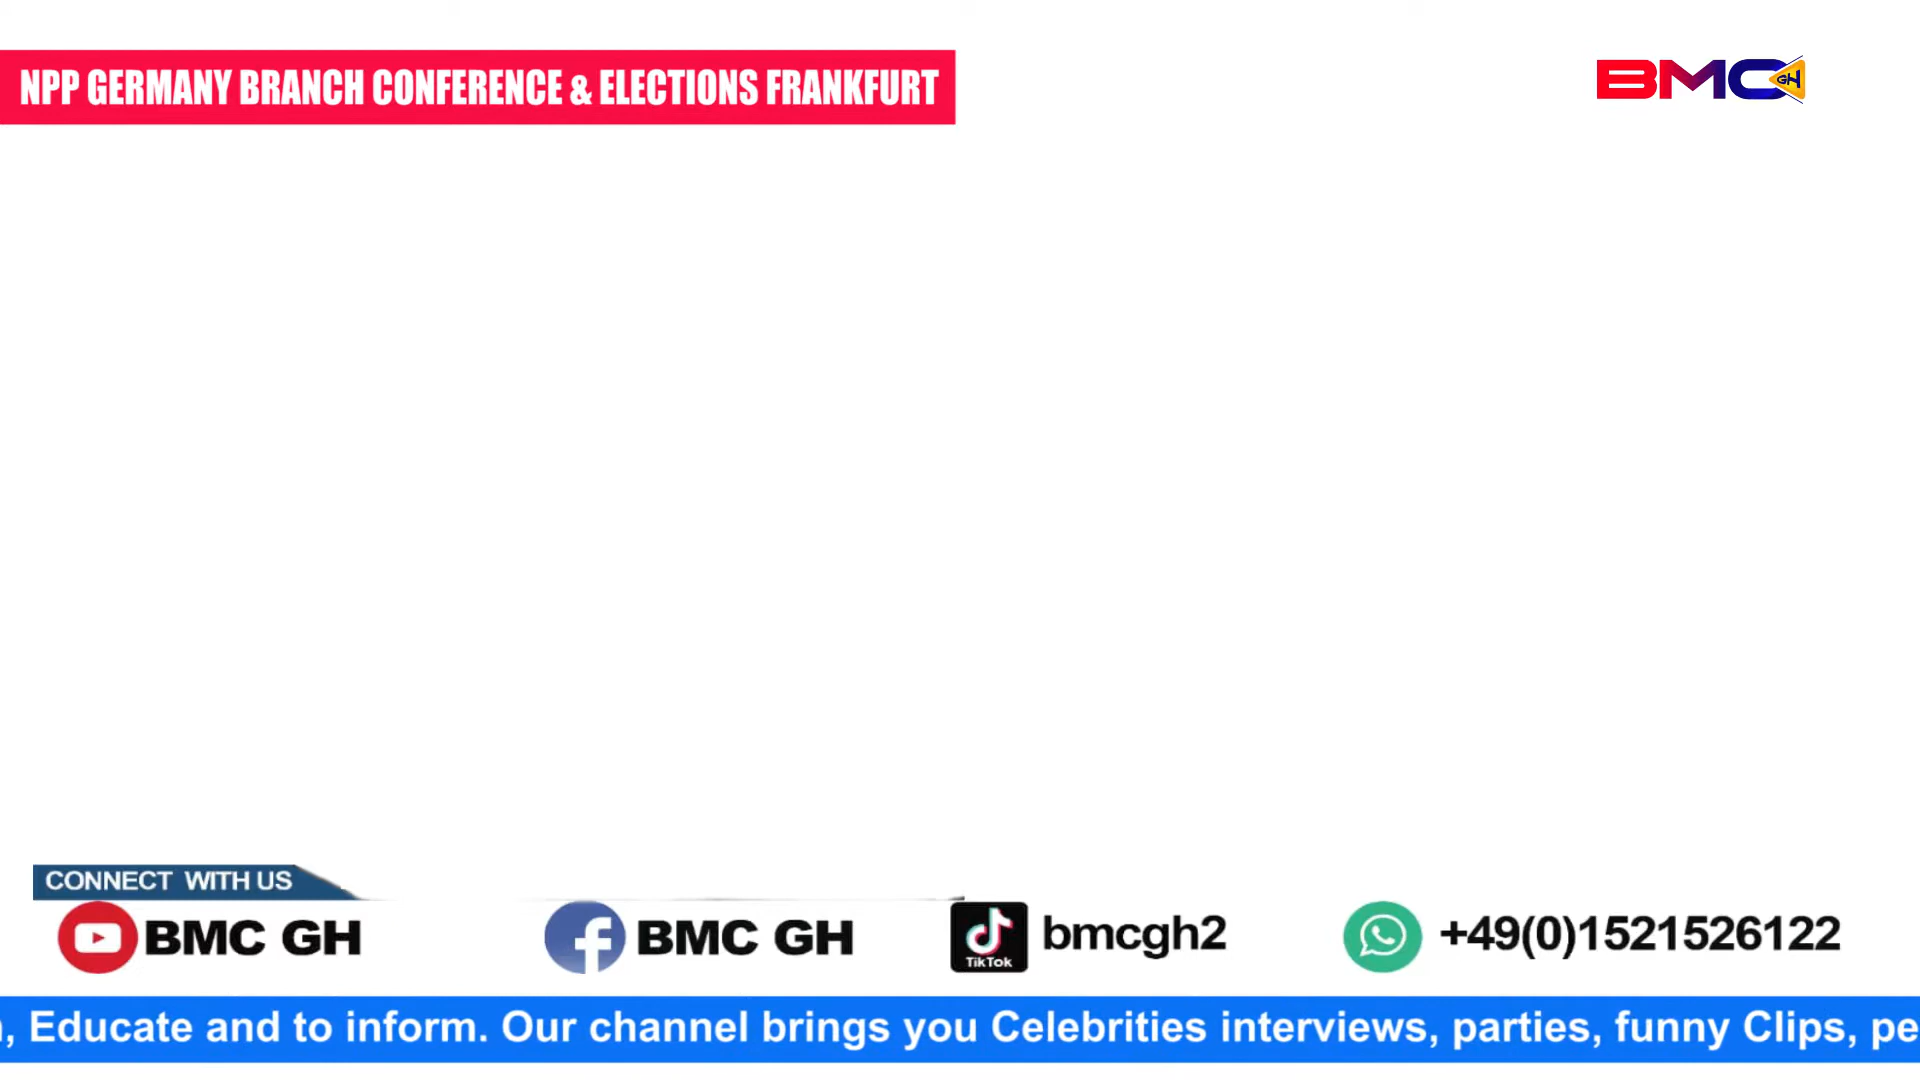 NPP GERMANY BRANCH CONFERENCE & ELECTIONS FRANKFURT
BMC GH
CONNECT WITH US
BMC GH
BMC GH
TikTok
bmcgh2
+49(0)1521526122
, Educate and to inform. Our channel brings you Celebrities interviews, parties, funny Clips, pe